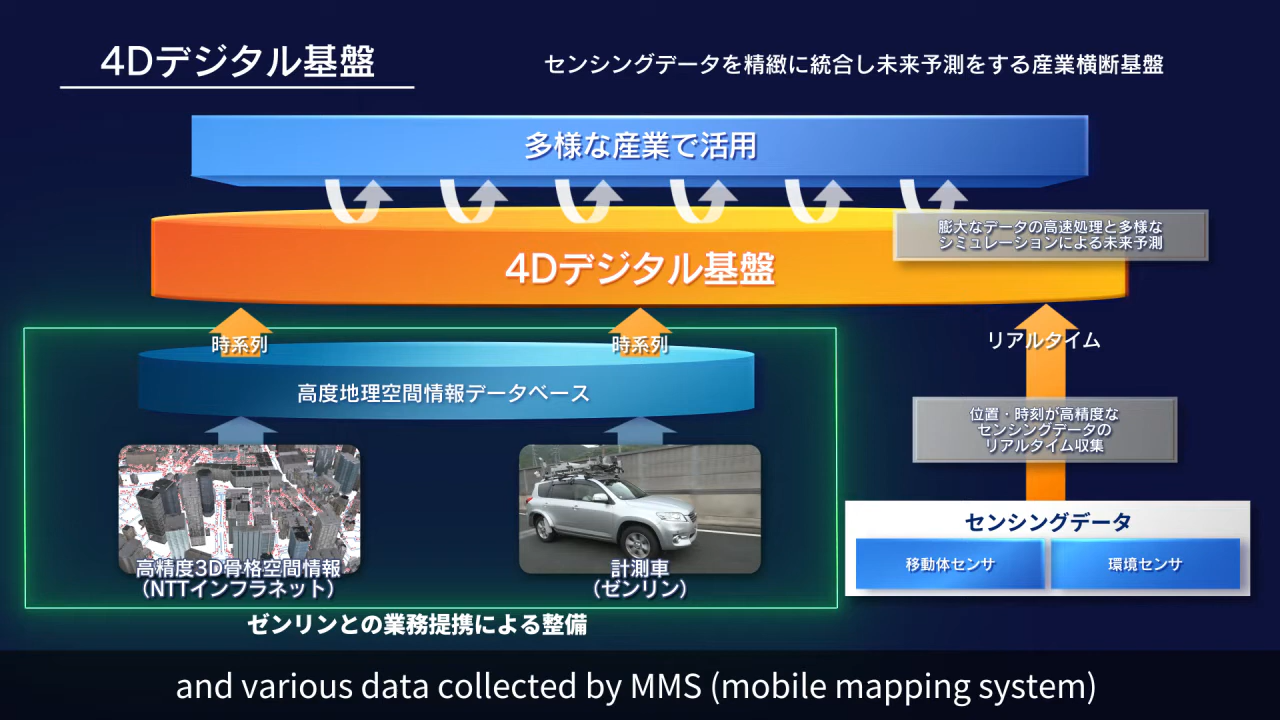 4Dデジタル基盤
センシングデータを精緻に統合し未来予測をする産業横断基盤
多様な産業で活用
膨大なデータの高速処理と多様な
シミュレーションによる未来予測
4Dデジタル基盤
時系列
時系列
リアルタイム
高度地理空間情報データベース
位置・時刻が高精度な
センシングデータの
リアルタイム収集
センシングデータ
移動体センサ
環境センサ
高精度3D骨格空間情報
（NTTインフラネット）
計測車
（ゼンリン）
ゼンリンとの業務提携による整備
and various data collected by MMS (mobile mapping system)